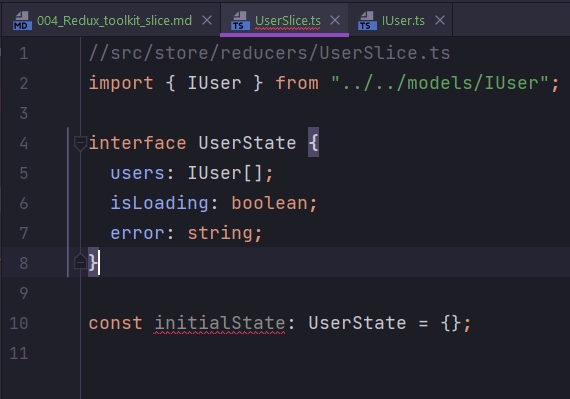 MD 004_Redux_toolkit_slice.md × TS UserSlice.ts × TS IUser.ts ×
1 //src/store/reducers/UserSlice.ts
2 import { IUser } from "../../models/IUser";
3
4 interface UserState {
5 users: IUser[];
6 isLoading: boolean;
7 error: string;
8 }
9
10 const initialState: UserState = {};
11